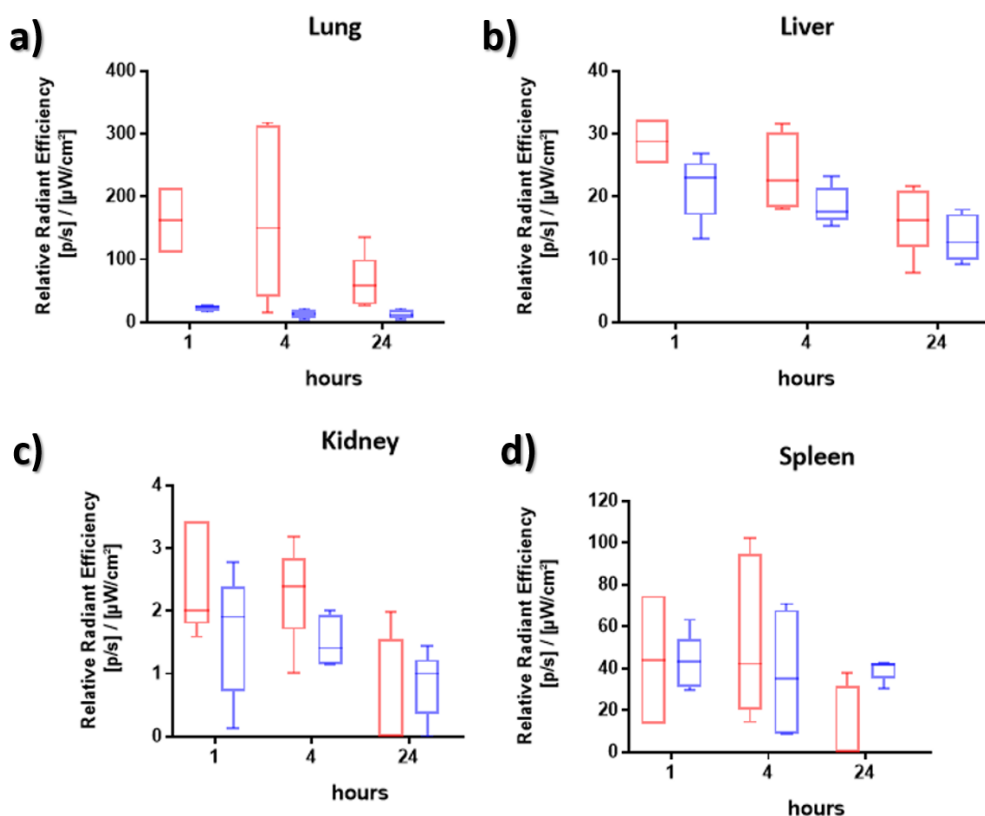 a)
Lung
Relative Radiant Efficiency
[p/s] / [µW/cm²]
400
300
200
100
0
1
4
24
hours
b)
Liver
Relative Radiant Efficiency
[p/s] / [µW/cm²]
40
30
20
10
0
1
4
24
hours
c)
Kidney
Relative Radiant Efficiency
[p/s] / [µW/cm²]
4
3
2
1
0
1
4
24
hours
d)
Spleen
Relative Radiant Efficiency
[p/s] / [µW/cm²]
120
100
80
60
40
20
0
1
4
24
hours